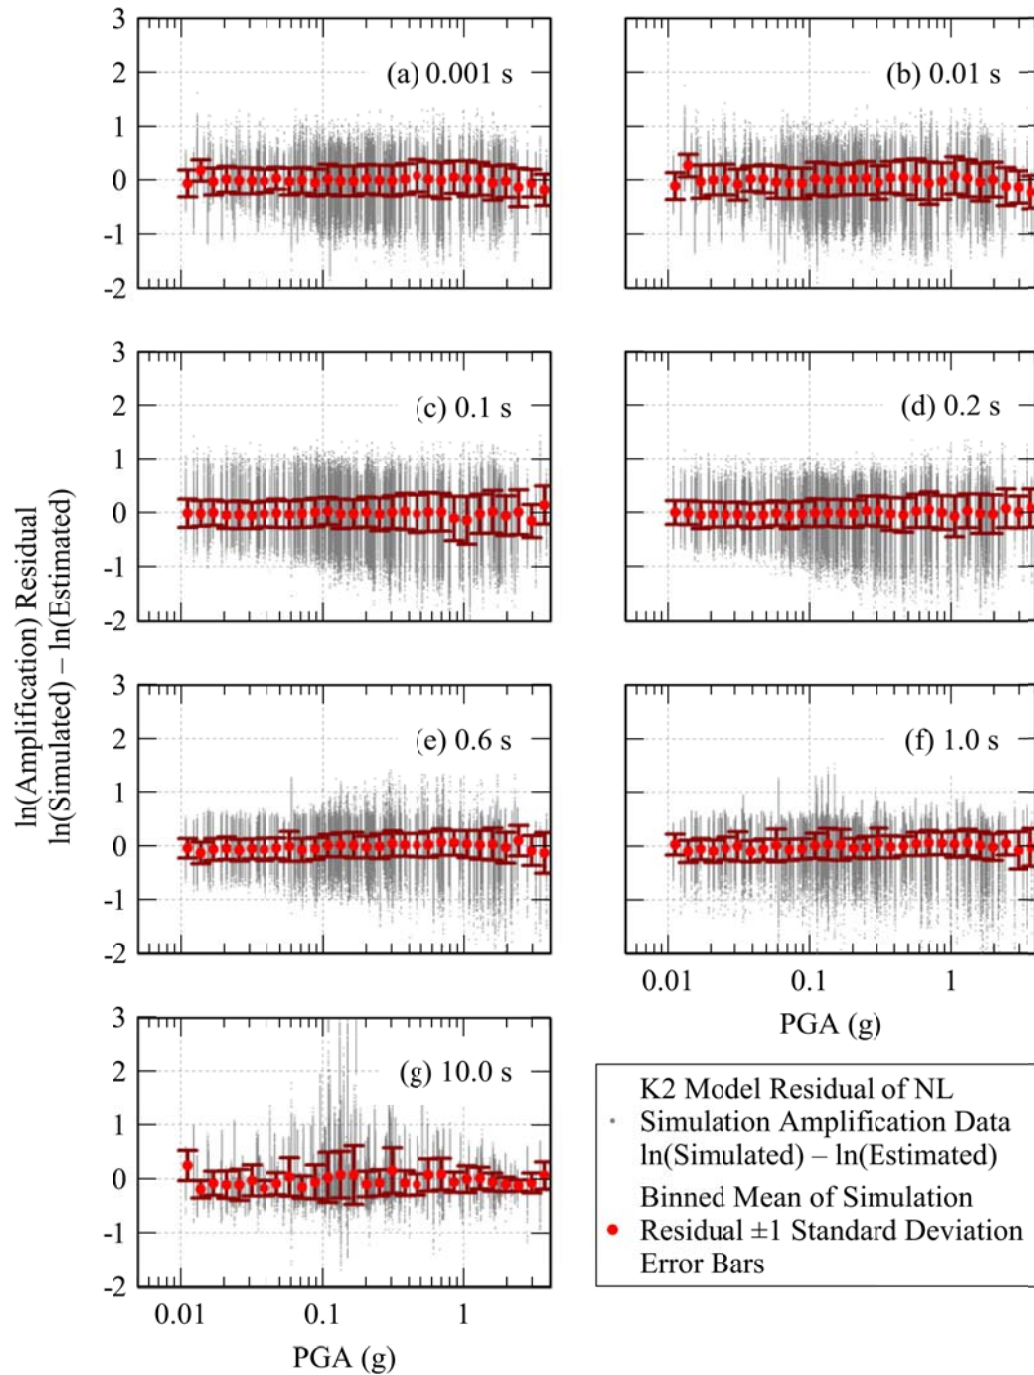 ln(Amplification) Residual
ln(Simulated) – ln(Estimated)
3
2
1
0
-1
-2
(a) 0.001 s
(b) 0.01 s
3
2
1
0
-1
-2
(c) 0.1 s
(d) 0.2 s
3
2
1
0
-1
-2
(e) 0.6 s
(f) 1.0 s
0.01 0.1 1
PGA (g)
3
2
1
0
-1
-2
(g) 10.0 s
0.01 0.1 1
PGA (g)
K2 Model Residual of NL
Simulation Amplification Data
ln(Simulated) – ln(Estimated)
Binned Mean of Simulation
Residual ±1 Standard Deviation
Error Bars